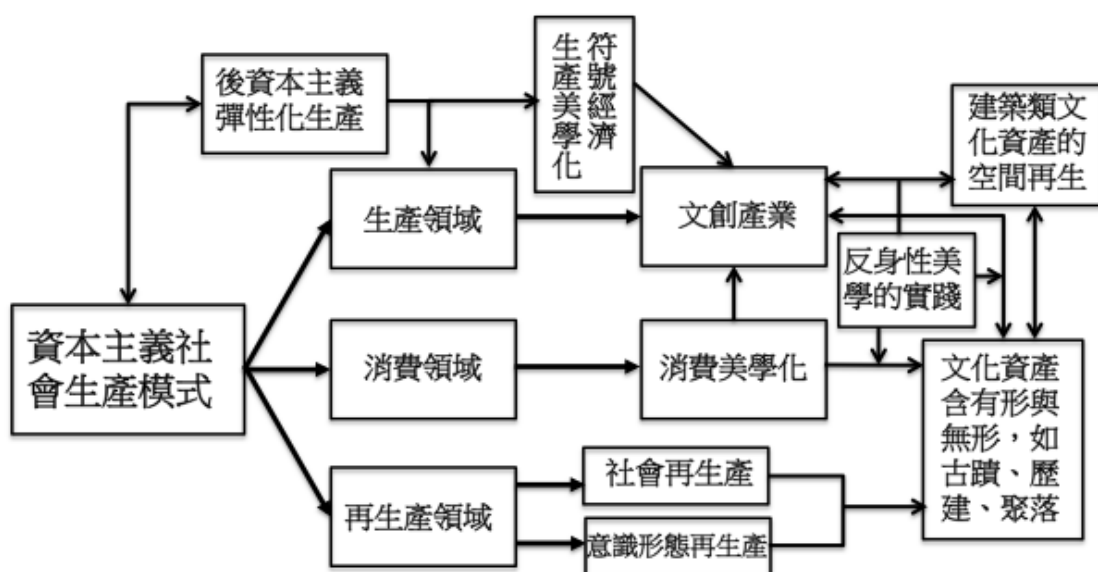 後資本主義
彈性化生產
符號經濟
生產美學化
建築類文
化資產的
空間再生
生產領域
文創產業
反身性美
學的實踐
資本主義社
會生產模式
消費領域
消費美學化
文化資產
含有形與
無形，如
古蹟、歷
建、聚落
再生產領域
社會再生產
意識形態再生產